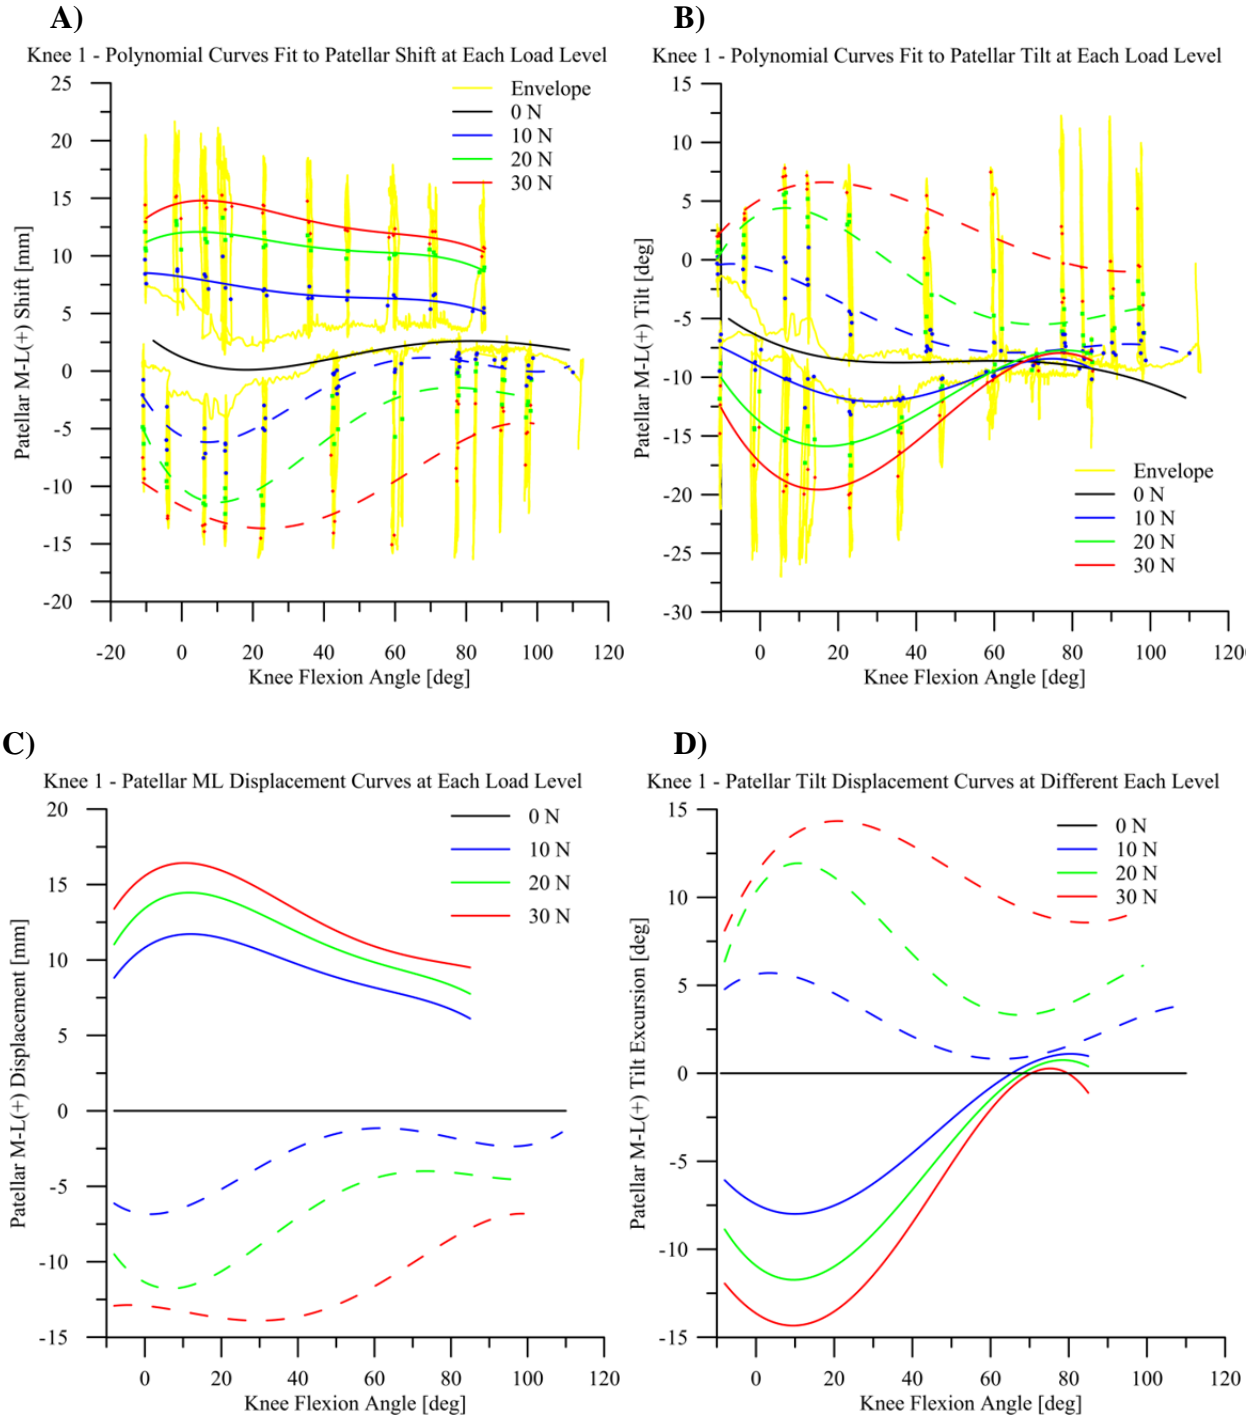 A)
Knee 1 - Polynomial Curves Fit to Patellar Shift at Each Load Level
25
20
15
10
5
0
-5
-10
-15
-20
Patellar M-L(+) Shift [mm]
Envelope
0 N
10 N
20 N
30 N
-20 0 20 40 60 80 100 120
Knee Flexion Angle [deg]
B)
Knee 1 - Polynomial Curves Fit to Patellar Tilt at Each Load Level
15
10
5
0
-5
-10
-15
-20
-25
-30
Patellar M-L(+) Tilt [deg]
Envelope
0 N
10 N
20 N
30 N
0 20 40 60 80 100 120
Knee Flexion Angle [deg]
C)
Knee 1 - Patellar ML Displacement Curves at Each Load Level
20
15
10
5
0
-5
-10
-15
Patellar M-L(+) Displacement [mm]
0 N
10 N
20 N
30 N
0 20 40 60 80 100 120
Knee Flexion Angle [deg]
D)
Knee 1 - Patellar Tilt Displacement Curves at Different Each Load Level
15
10
5
0
-5
-10
-15
Patellar M-L(+) Tilt Excursion [deg]
0 N
10 N
20 N
30 N
0 20 40 60 80 100 120
Knee Flexion Angle [deg]